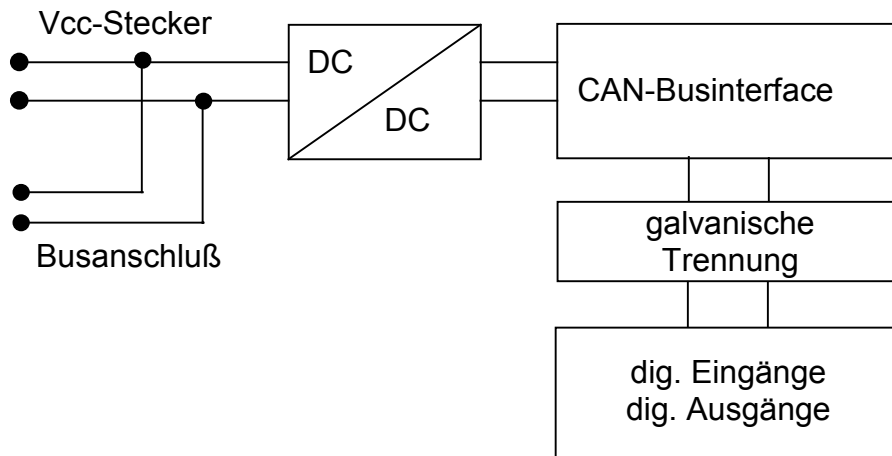 Vcc-Stecker
DC
DC
CAN-Businterface
galvanische
Trennung
Busanschluß
dig. Eingänge
dig. Ausgänge